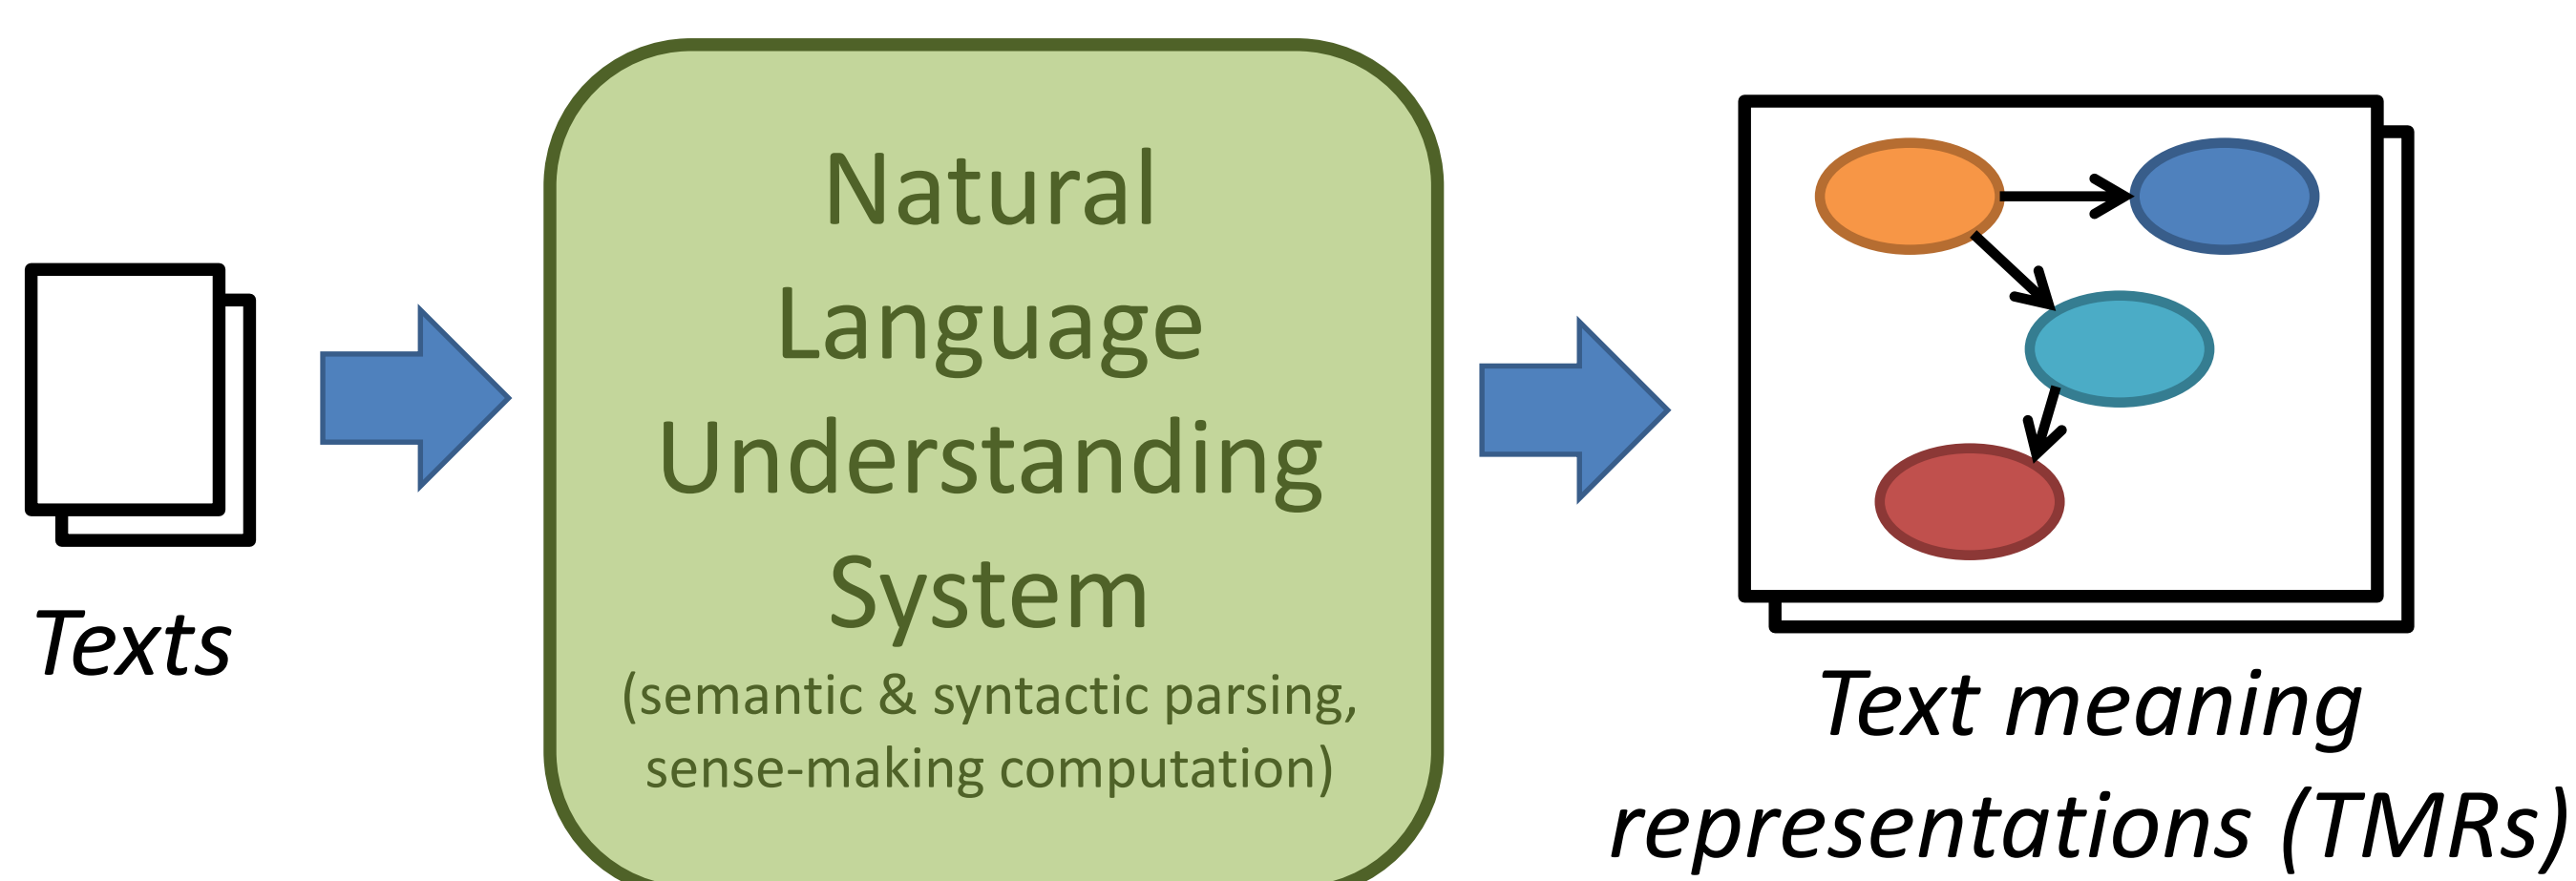 Texts
Natural
Language
Understanding
System
(semantic & syntactic parsing,
sense-making computation)
Text meaning
representations (TMRs)